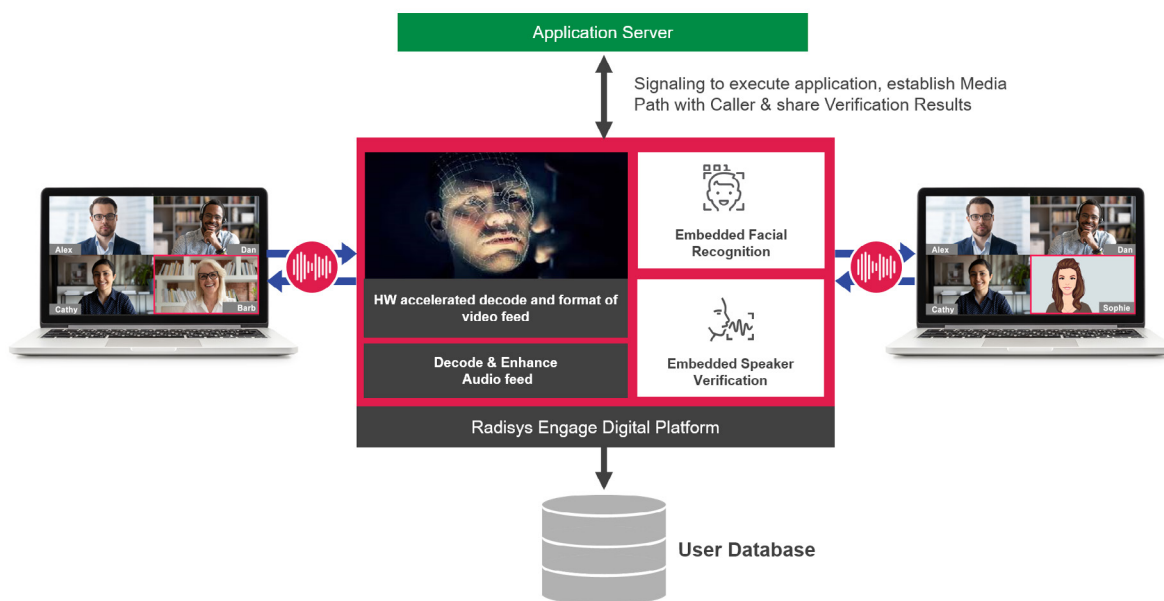 Application Server
Signaling to execute application, establish Media
Path with Caller & share Verification Results
Alex
Dan
Cathy
Barb
HW accelerated decode and format of
video feed
Decode & Enhance
Audio feed
Embedded Facial
Recognition
Embedded Speaker
Verification
Alex
Dan
Cathy
Sophie
Radisys Engage Digital Platform
User Database